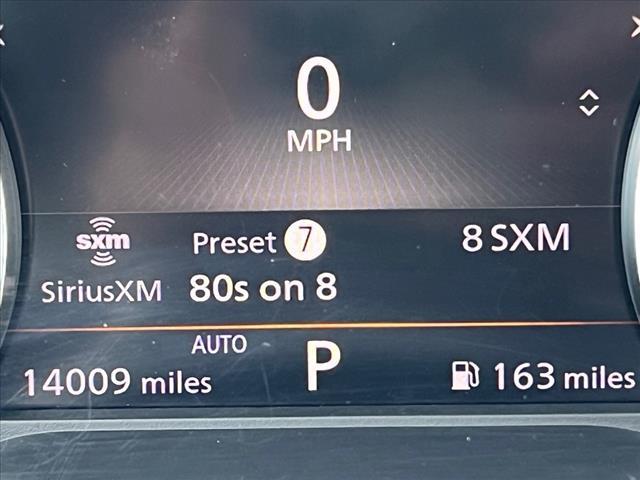 0
MPH
sxm Preset 7 8 SXM
SiriusXM 80s on 8
AUTO
14009 miles P 163 miles